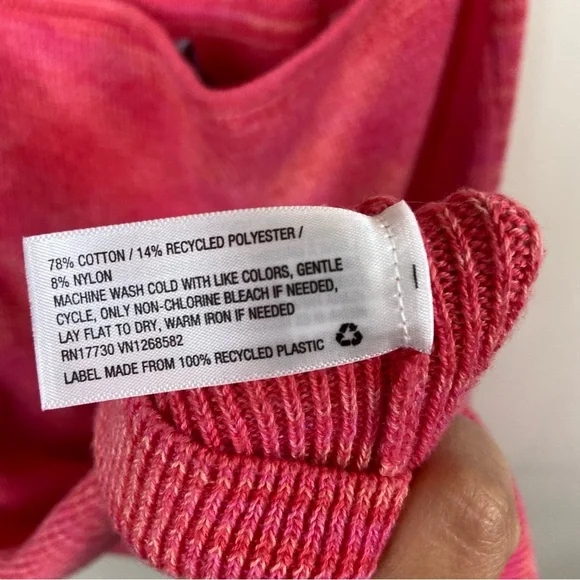 78% COTTON / 14% RECYCLED POLYESTER /
8% NYLON
MACHINE WASH COLD WITH LIKE COLORS, GENTLE
CYCLE, ONLY NON-CHLORINE BLEACH IF NEEDED,
LAY FLAT TO DRY, WARM IRON IF NEEDED
RN17730 VN1268582
LABEL MADE FROM 100% RECYCLED PLASTIC